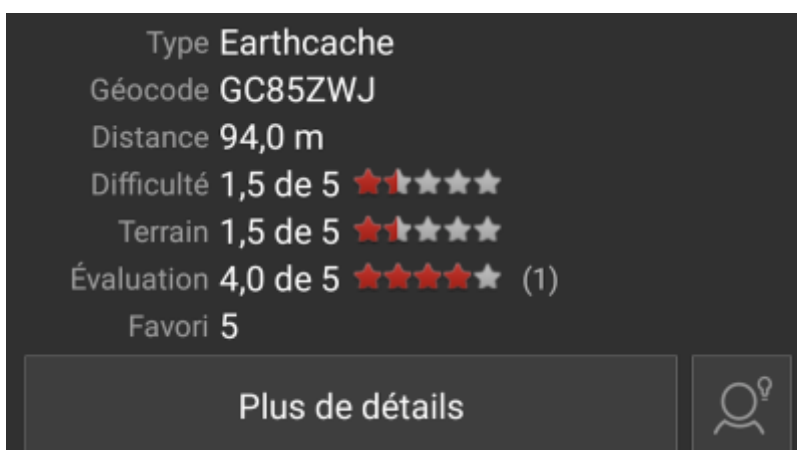 Type Earthcache
Géocode GC85ZWJ
Distance 94,0 m
Difficulté 1,5 de 5
Terrain 1,5 de 5
Évaluation 4,0 de 5 (1)
Favori 5
Plus de détails